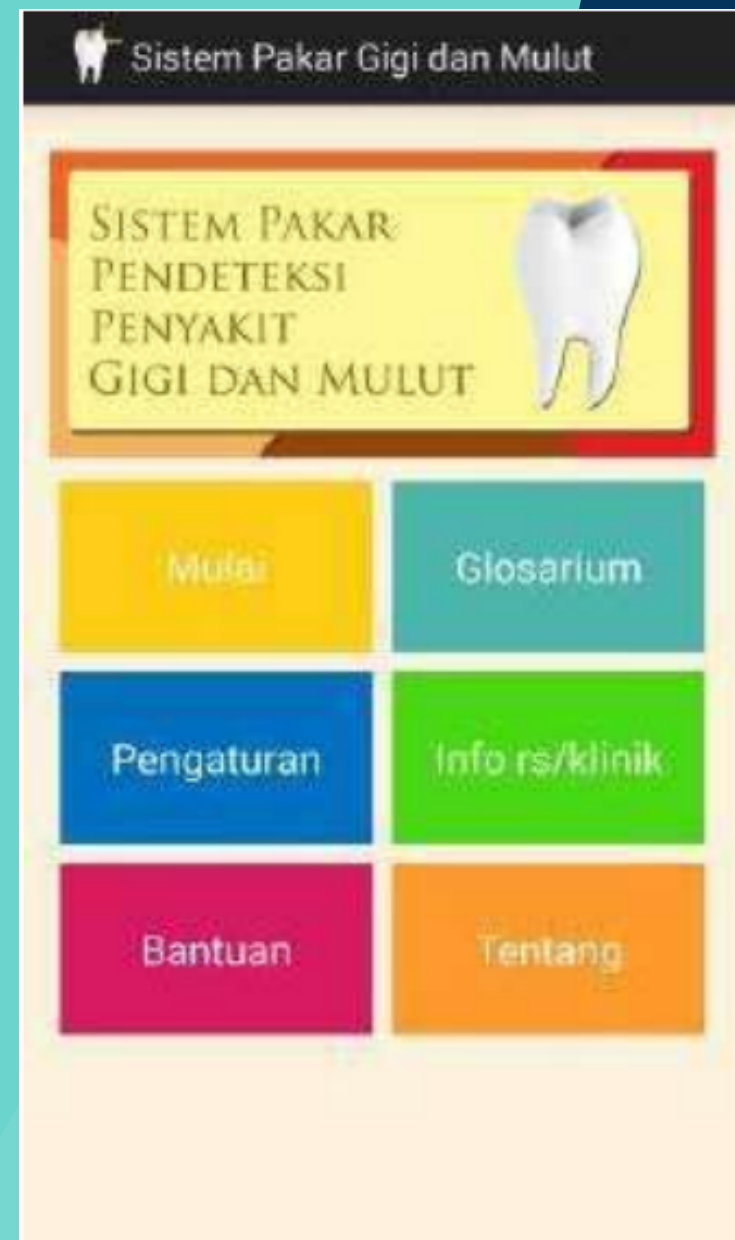 Sistem Pakar Gigi dan Mulut
SISTEM PAKAR
PENDETEKSI
PENYAKIT
GIGI DAN MULUT
Mulai
Glosarium
Pengaturan
Info rs/klinik
Bantuan
Tentang